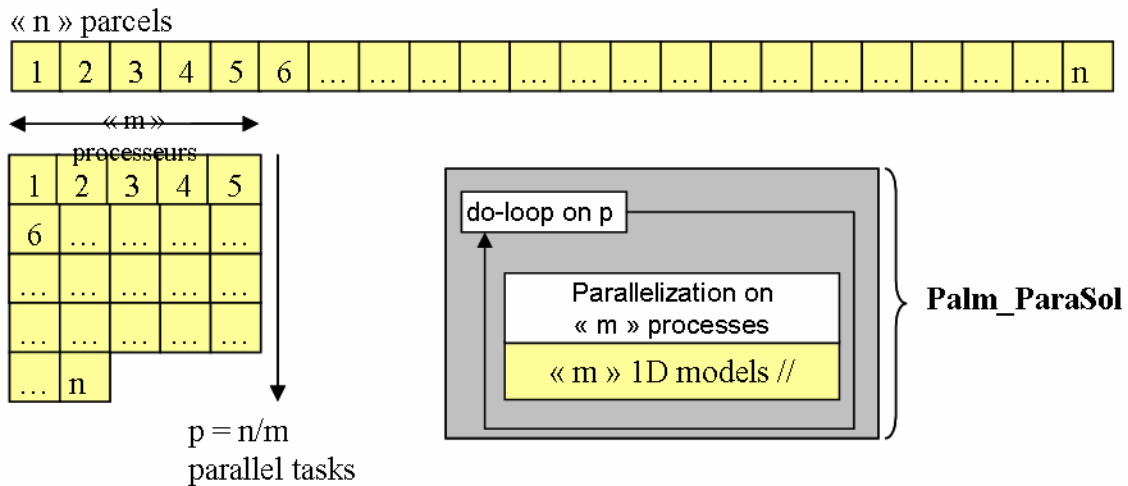 « n » parcels
1 2 3 4 5 6 … … … … … … … … … … … … … … … n
« m »
processeurs
1 2 3 4 5
6 … … … …
… … … … …
… … … … …
… n
p = n/m
parallel tasks
do-loop on p
Parallelization on
« m » processes
« m » 1D models //
Palm_ParaSol